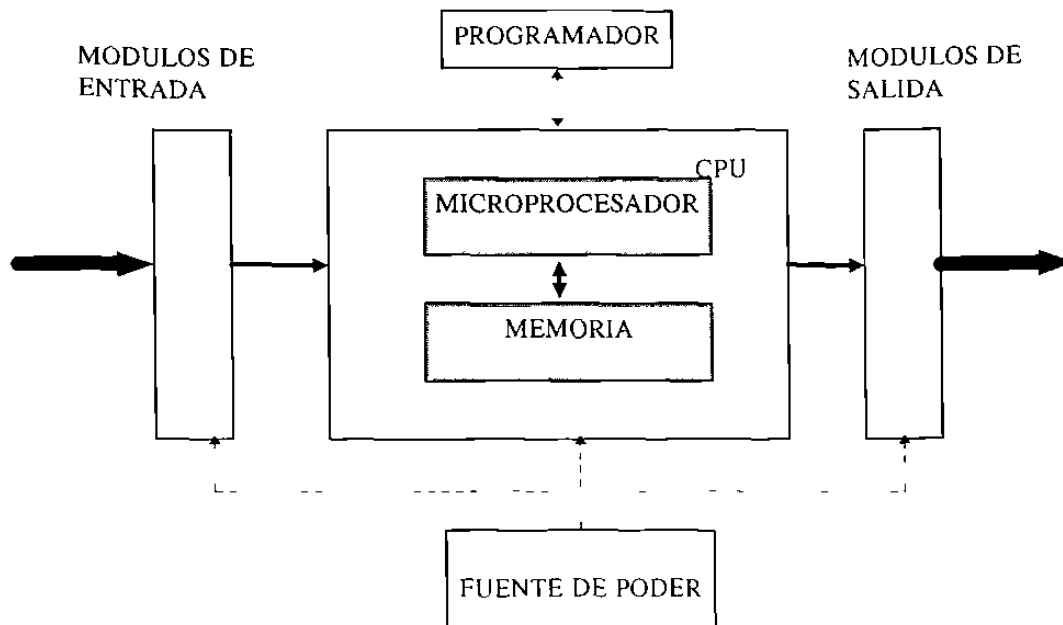 PROGRAMADOR
MODULOS DE
ENTRADA
MODULOS DE
SALIDA
CPU
MICROPROCESADOR
MEMORIA
FUENTE DE PODER